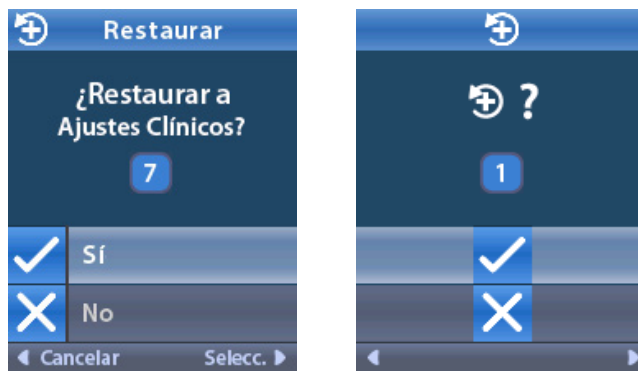 Restaurar
¿Restaurar a
Ajustes Clínicos?
7
Sí
No
Cancelar Selecc.
?
1